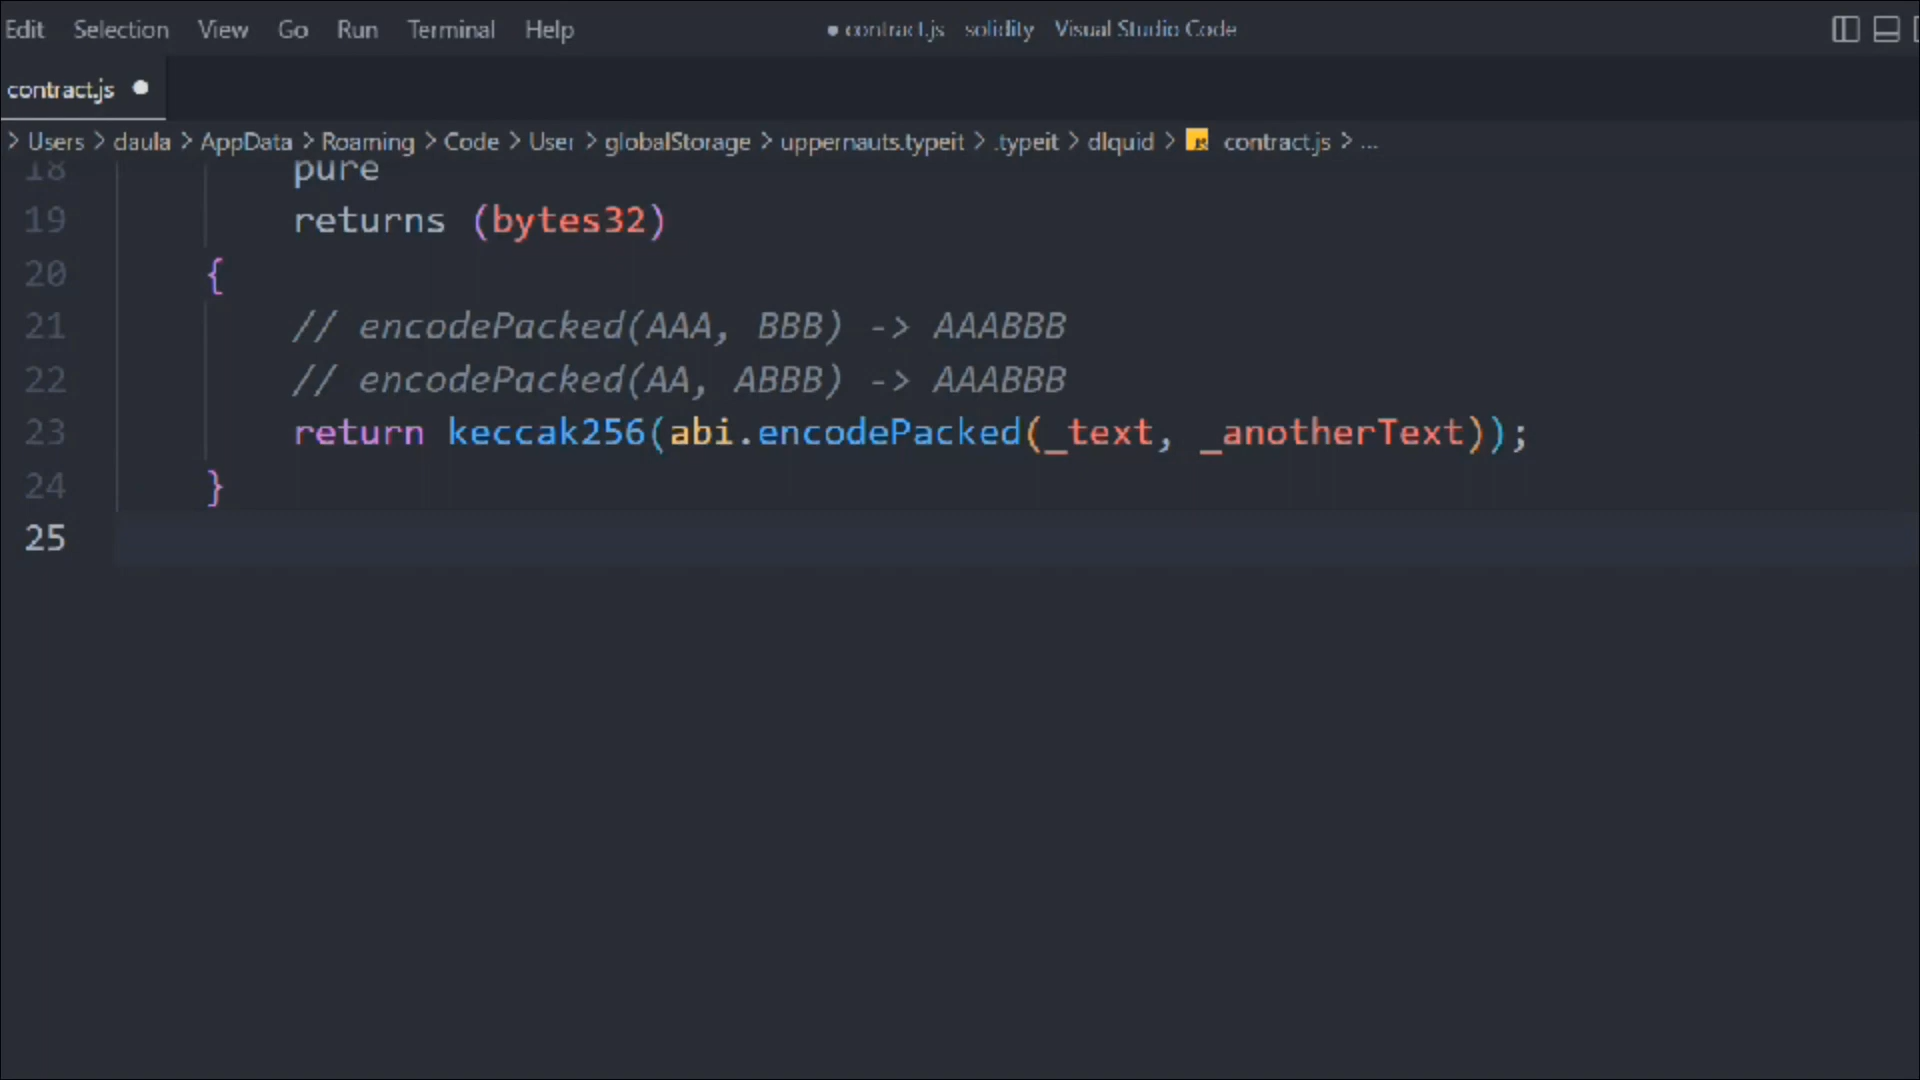 Edit Selection View Go Run Terminal Help ● contract.js solidity Visual Studio Code
contract.js ●
> Users > daula > AppData > Roaming > Code > User > globalStorage > uppernauts.typeit > .typeit > dlquid > contract.js > ...
18 pure
19 returns (bytes32)
20 {
21 // encodePacked(AAA, BBB) -> AAABBB
22 // encodePacked(AA, ABBB) -> AAABBB
23 return keccak256(abi.encodePacked(_text, _anotherText));
24 }
25